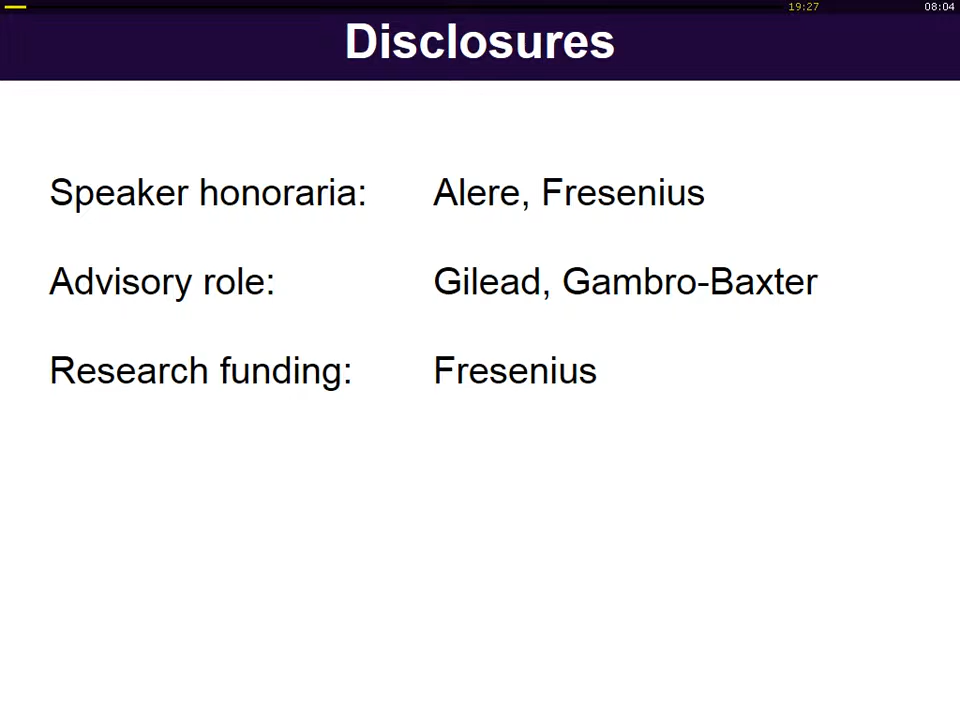 19:27 08:04
Disclosures
Speaker honoraria: Alere, Fresenius
Advisory role: Gilead, Gambro-Baxter
Research funding: Fresenius